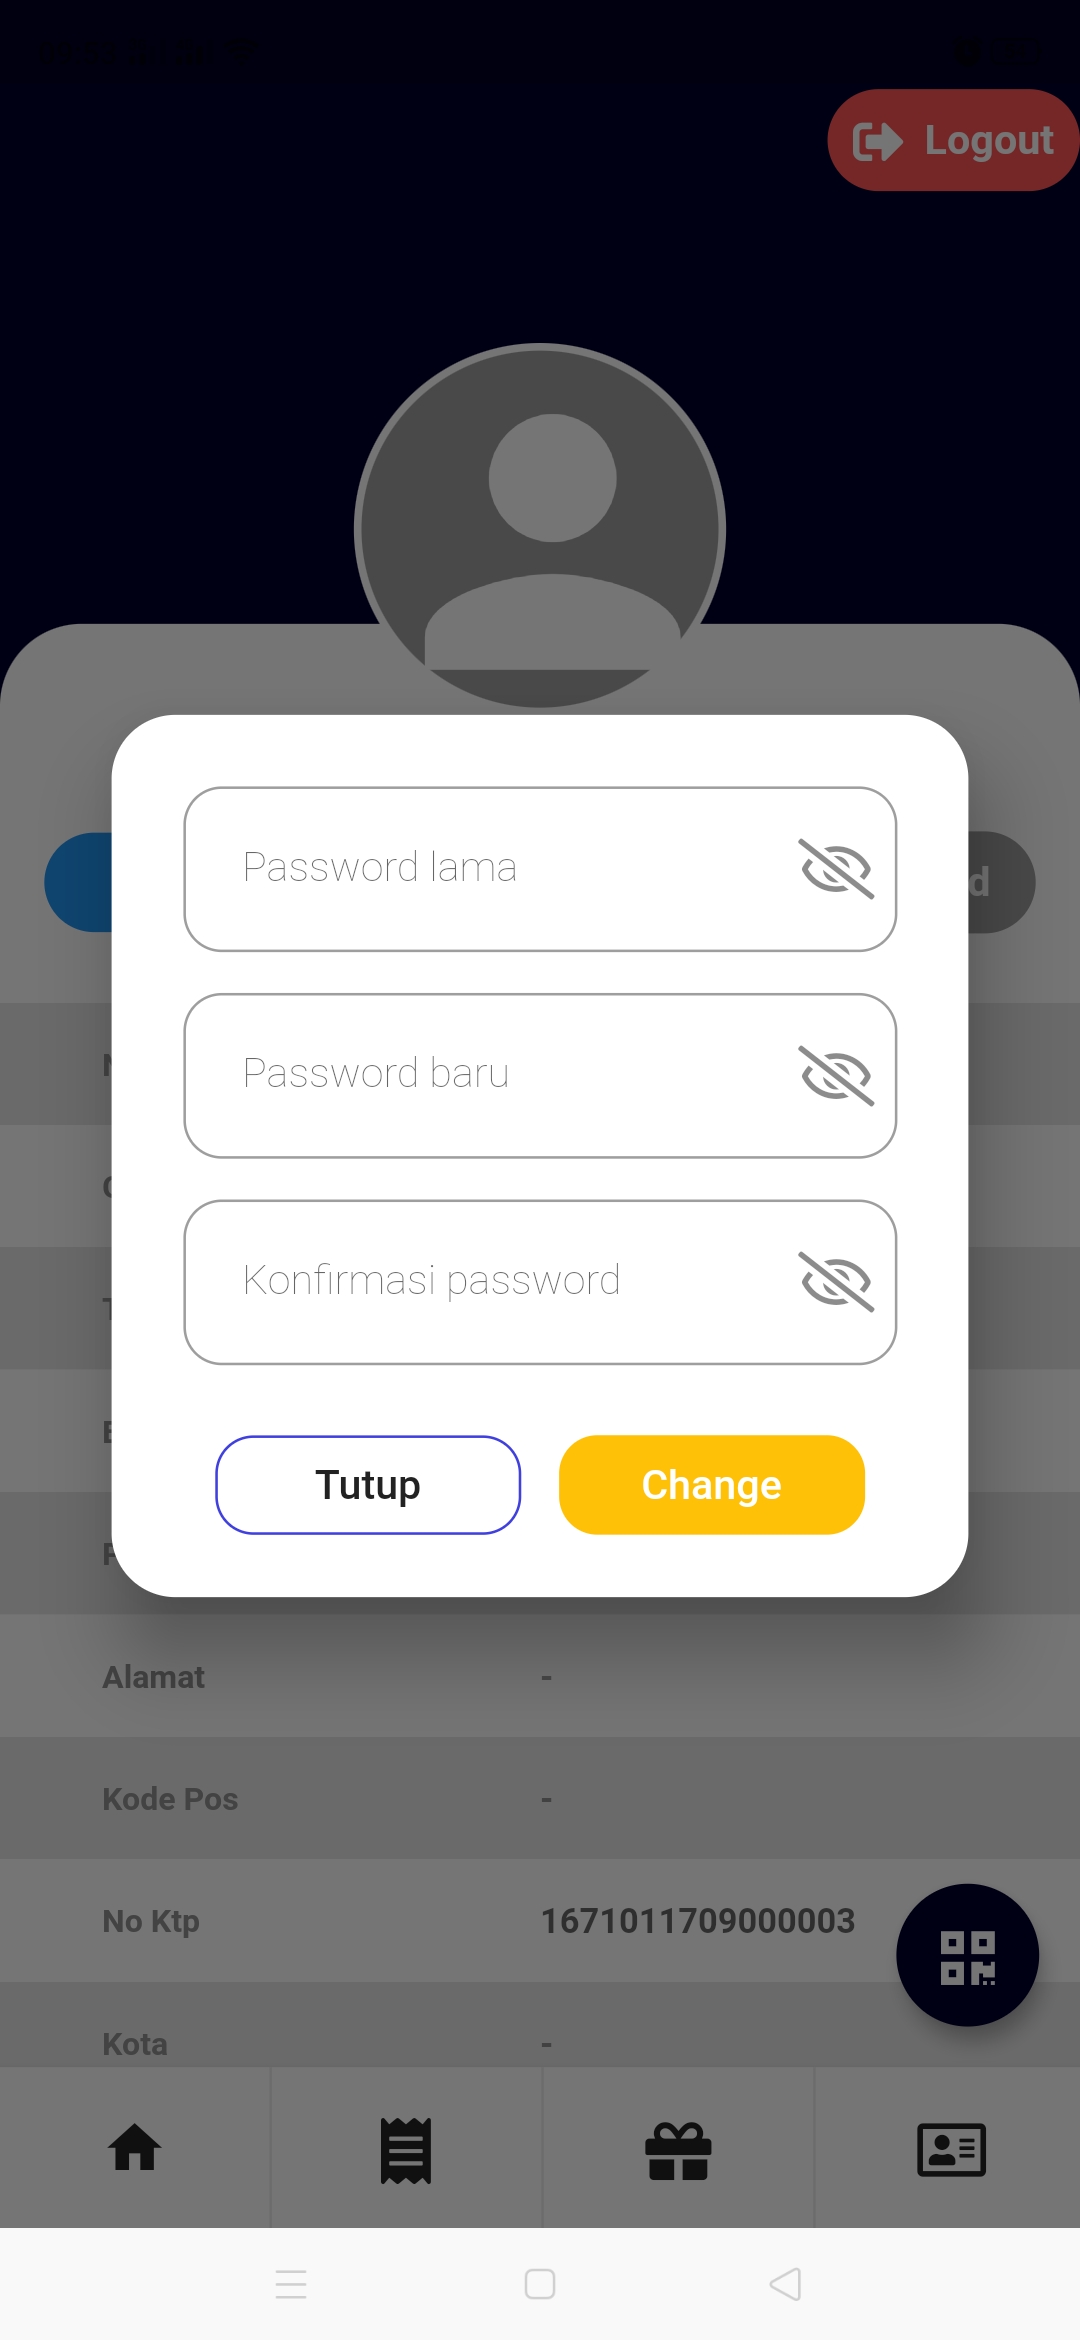 Logout
d
Password lama
Password baru
Konfirmasi password
Tutup
Change
Alamat -
Kode Pos -
No Ktp 1671011709000003
Kota -